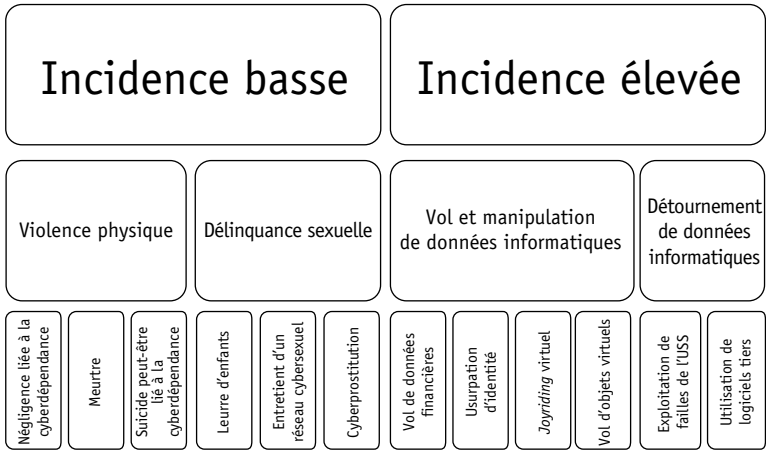 Incidence basse
Incidence élevée
Violence physique
Délinquance sexuelle
Vol et manipulation
de données informatiques
Détournement
de données
informatiques
Négligence liée à la
cyberdépendance
Meurtre
Suicide peut-être
lié à la
cyberdépendance
Leurre d'enfants
Entretient d'un
réseau cybersexuel
Cyberprostitution
Vol de données
financières
Usurpation
d'identité
Joyriding virtuel
Vol d'objets virtuels
Exploitation de
failles de l'USS
Utilisation de
logiciels tiers